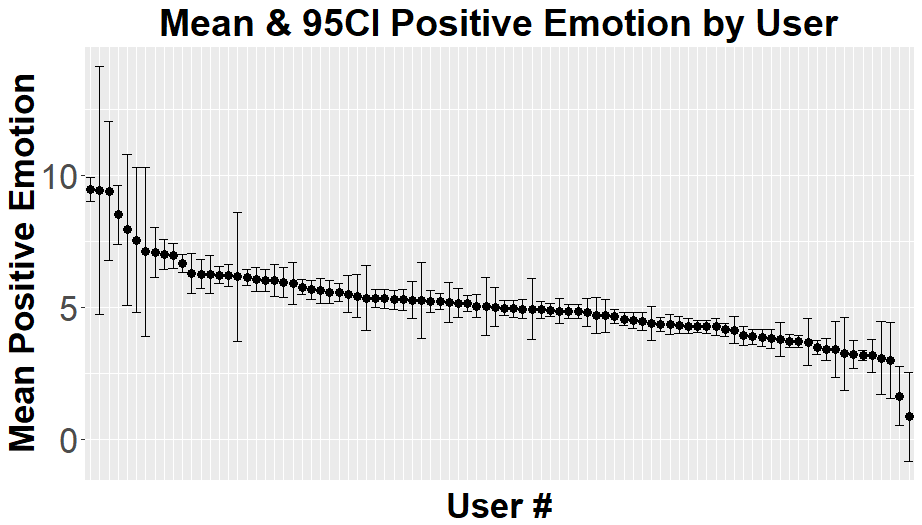 Mean & 95CI Positive Emotion by User
Mean Positive Emotion
10
5
0
User #